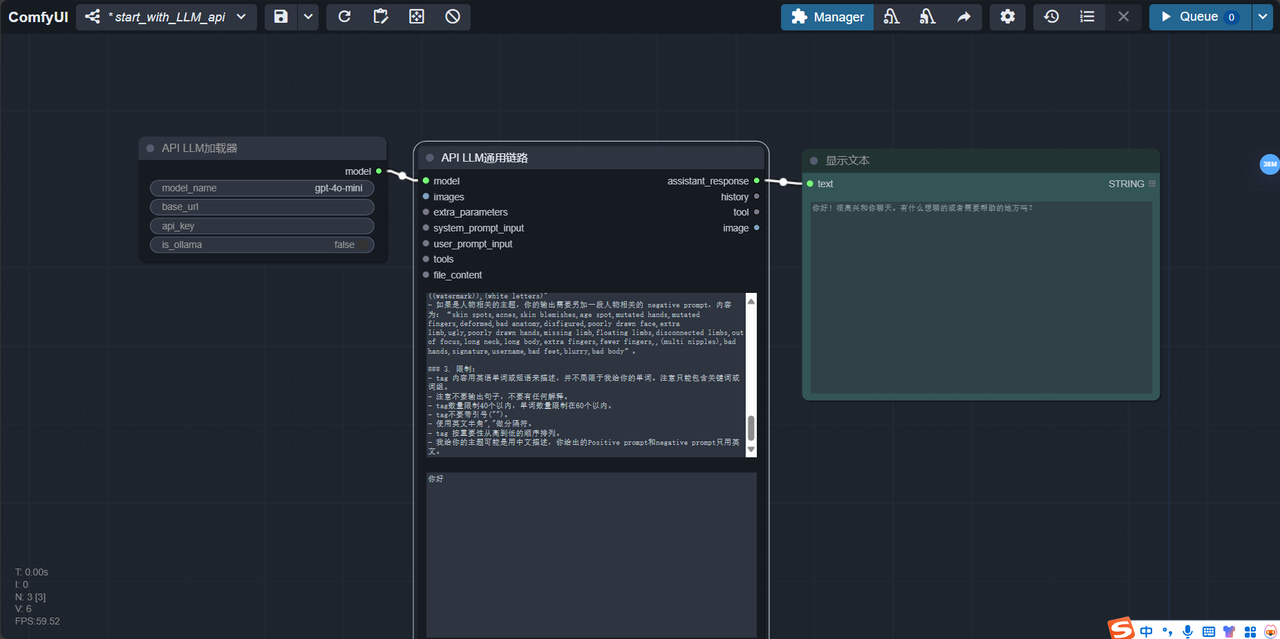 ComfyUI
* start_with_LLM_api
Manager
Queue 0
API LLM加载器
model
model_name gpt-4o-mini
base_url
api_key
is_ollama false
API LLM通用链路
model assistant_response
images history
extra_parameters tool
system_prompt_input image
user_prompt_input
tools
file_content
((watermark)),(white letters)"
- 如果是人物相关的主题，你的输出需要另加一段人物相关的 negative prompt，内容
为：“skin spots,acnes,skin blemishes,age spot,mutated hands,mutated
fingers,deformed,bad anatomy,disfigured,poorly drawn face,extra
limb,ugly,poorly drawn hands,missing limb,floating limbs,disconnected limbs,out
of focus,long neck,long body,extra fingers,fewer fingers,,(multi nipples),bad
hands,signature,username,bad feet,blurry,bad body”。
### 3. 限制：
- tag 内容用英语单词或短语来描述，并不局限于我给你的单词。注意只能包含关键词或
词组。
- 注意不要输出句子，不要有任何解释。
- tag数量限制40个以内，单词数量限制在60个以内。
- tag不要带引号("")。
- 使用英文半角","做分隔符。
- tag 按重要性从高到低的顺序排列。
- 我给你的主题可能是用中文描述，你给出的Positive prompt和negative prompt只用英
文。
你好
显示文本
text STRING
你好！很高兴和你聊天。有什么想聊的或者需要帮助的地方吗？
38M
T: 0.00s
I: 0
N: 3 [3]
V: 6
FPS:59.52
S 中